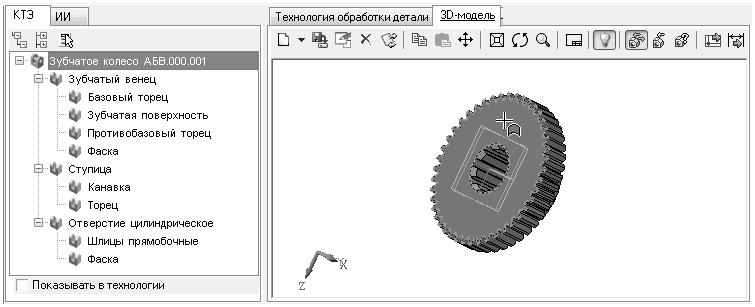 КТЭ ИИ
Зубчатое колесо АБВ.000.001
Зубчатый венец
Базовый торец
Зубчатая поверхность
Противобазовый торец
Фаска
Ступица
Канавка
Торец
Отверстие цилиндрическое
Шлицы прямобочные
Фаска
Показывать в технологии
Технология обработки детали 3D-модель
X
Z